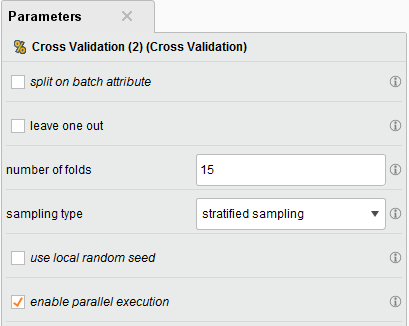 Parameters
Cross Validation (2) (Cross Validation)
split on batch attribute
leave one out
number of folds 15
sampling type stratified sampling
use local random seed
enable parallel execution